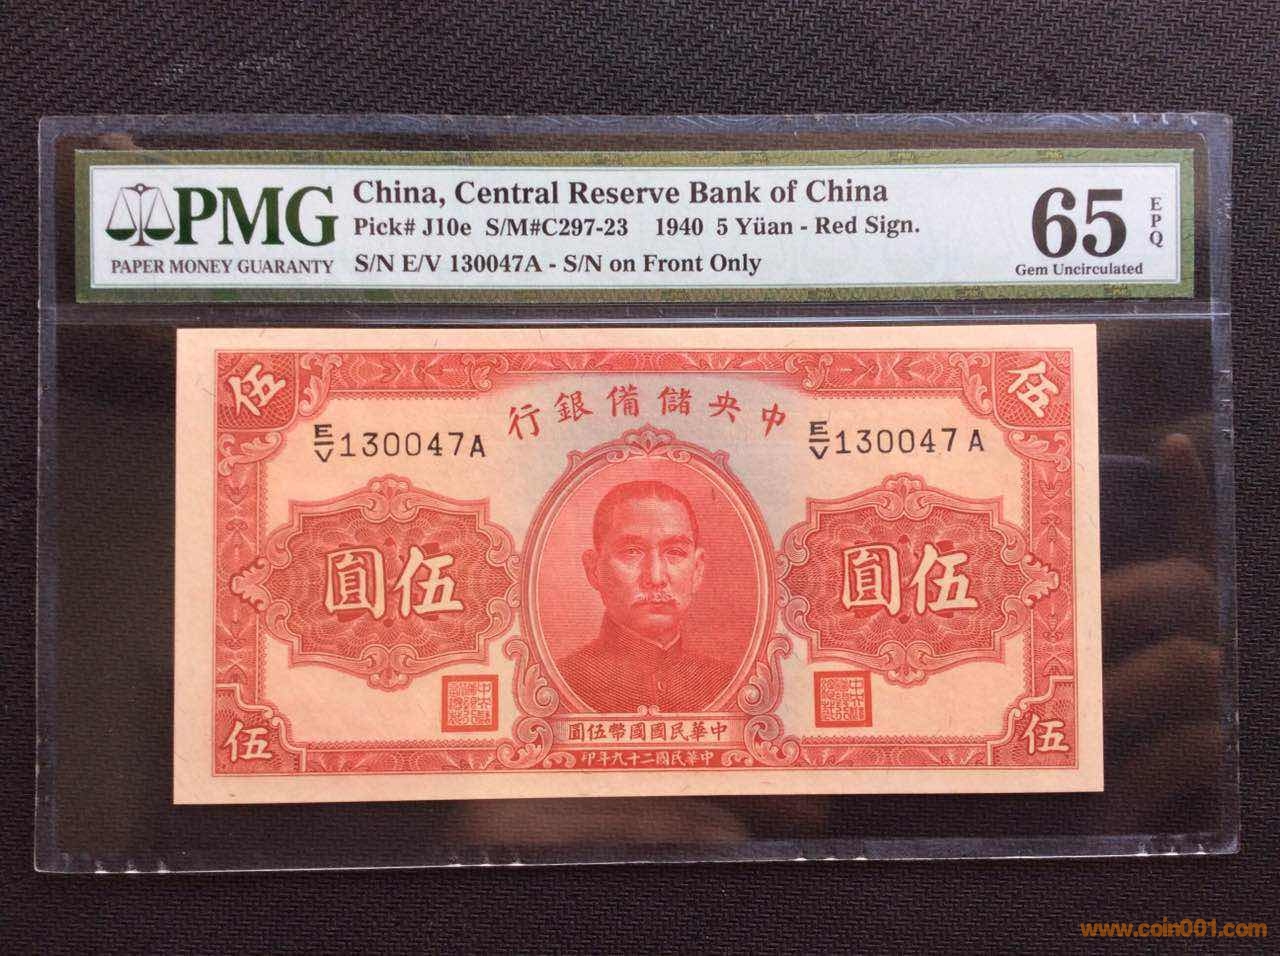 PMG
PAPER MONEY GUARANTY
China, Central Reserve Bank of China
Pick# J10e S/M#C297-23 1940 5 Yüan - Red Sign.
S/N E/V 130047A - S/N on Front Only
65
EPQ
Gem Uncirculated
伍
伍
行銀備儲央中
E/V 130047A
E/V 130047A
圓伍
圓伍
圓伍幣國國民華中
印年九十二國民華中
伍
伍
www.coin001.com